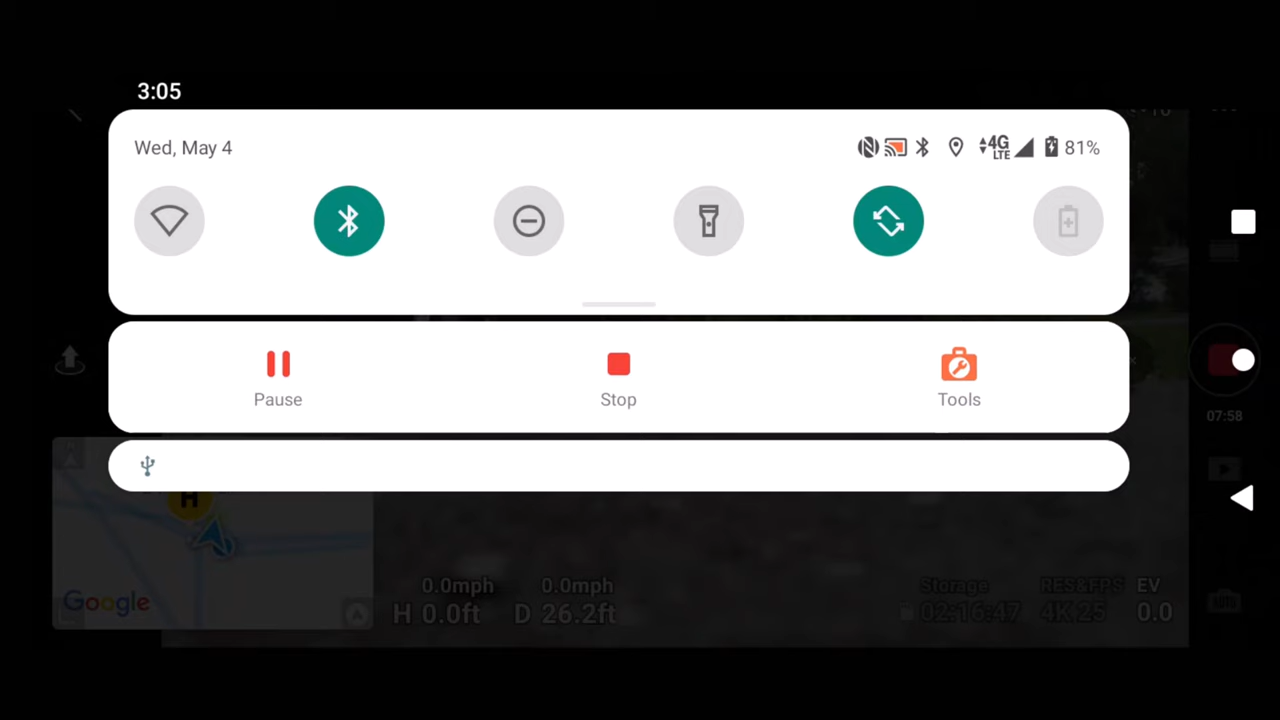 3:05
Wed, May 4
4G
LTE
81%
Pause
Stop
Tools
07:58
H
Google
0.0mph
0.0mph
H 0.0ft
D 26.2ft
Storage
RES&FPS
EV
02:16:47
4K 25
0.0
AUTO